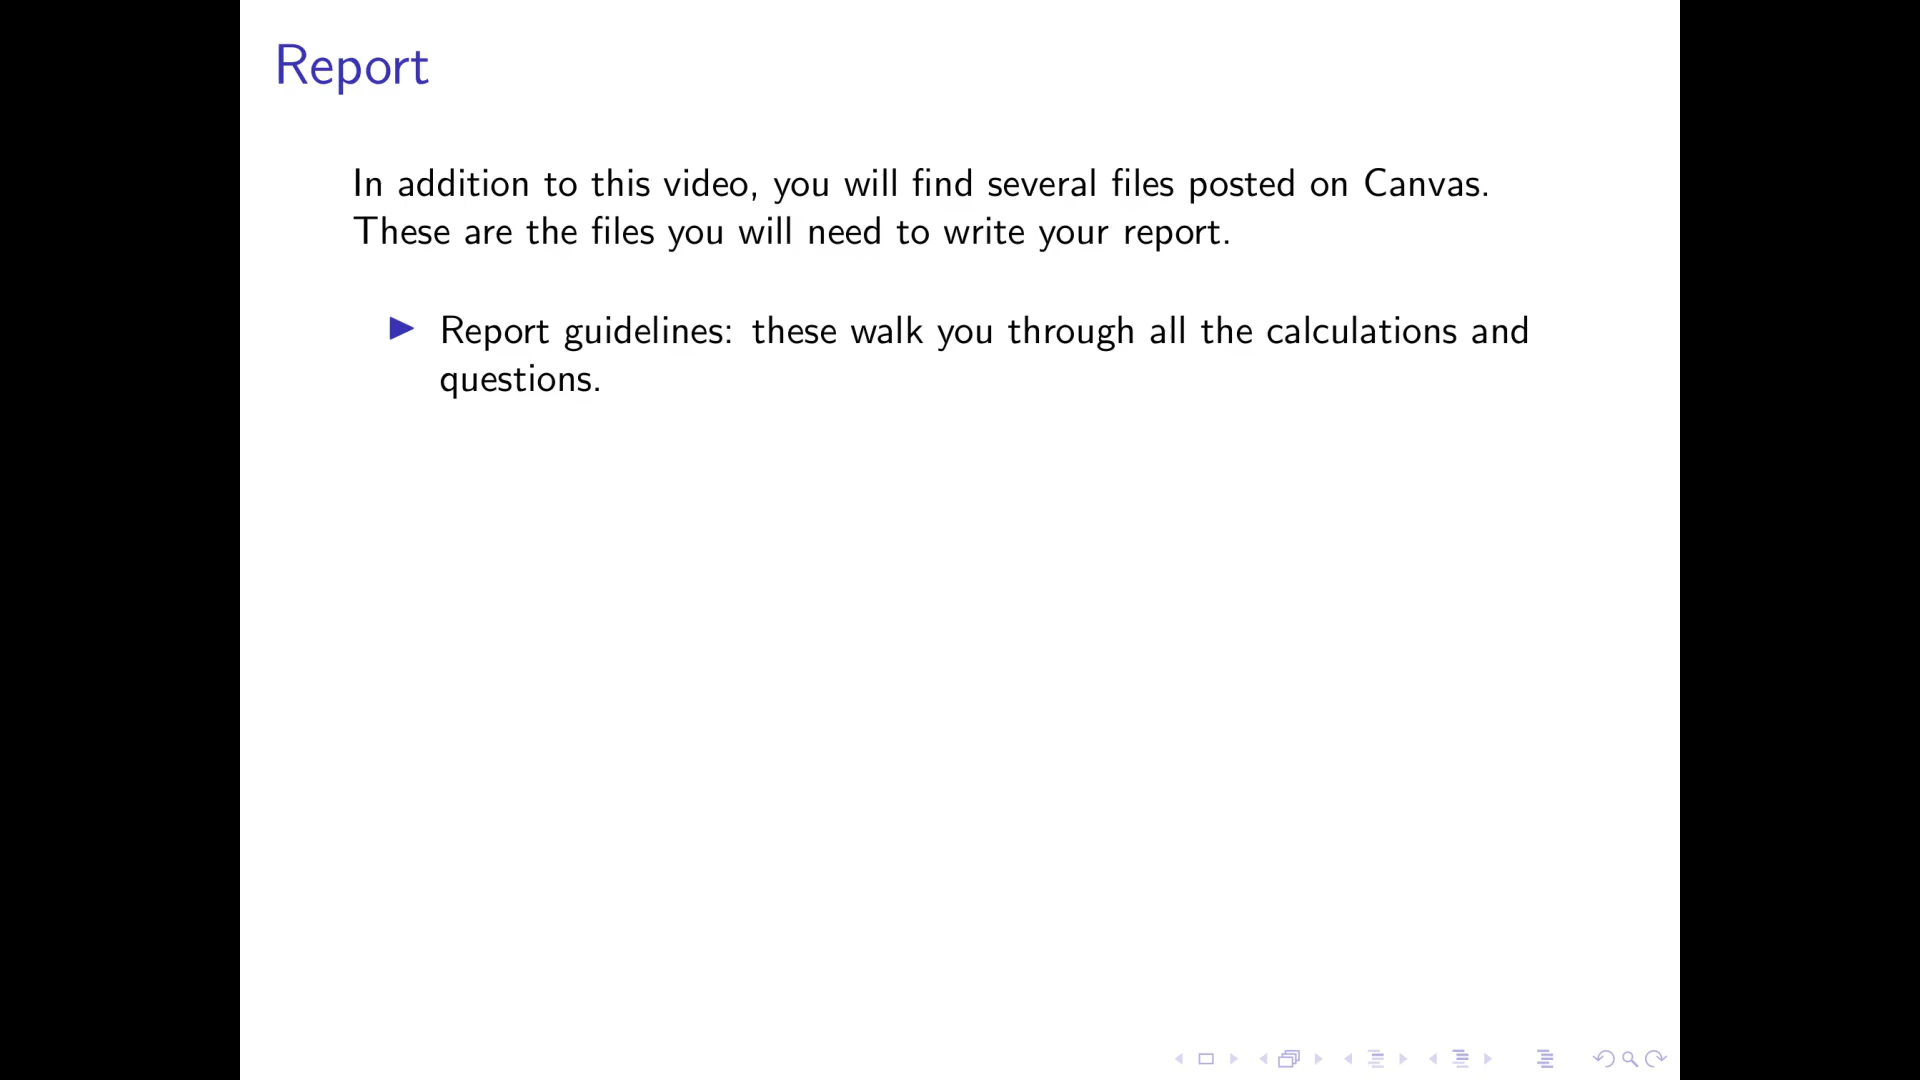 Report
In addition to this video, you will find several files posted on Canvas.
These are the files you will need to write your report.
Report guidelines: these walk you through all the calculations and
questions.